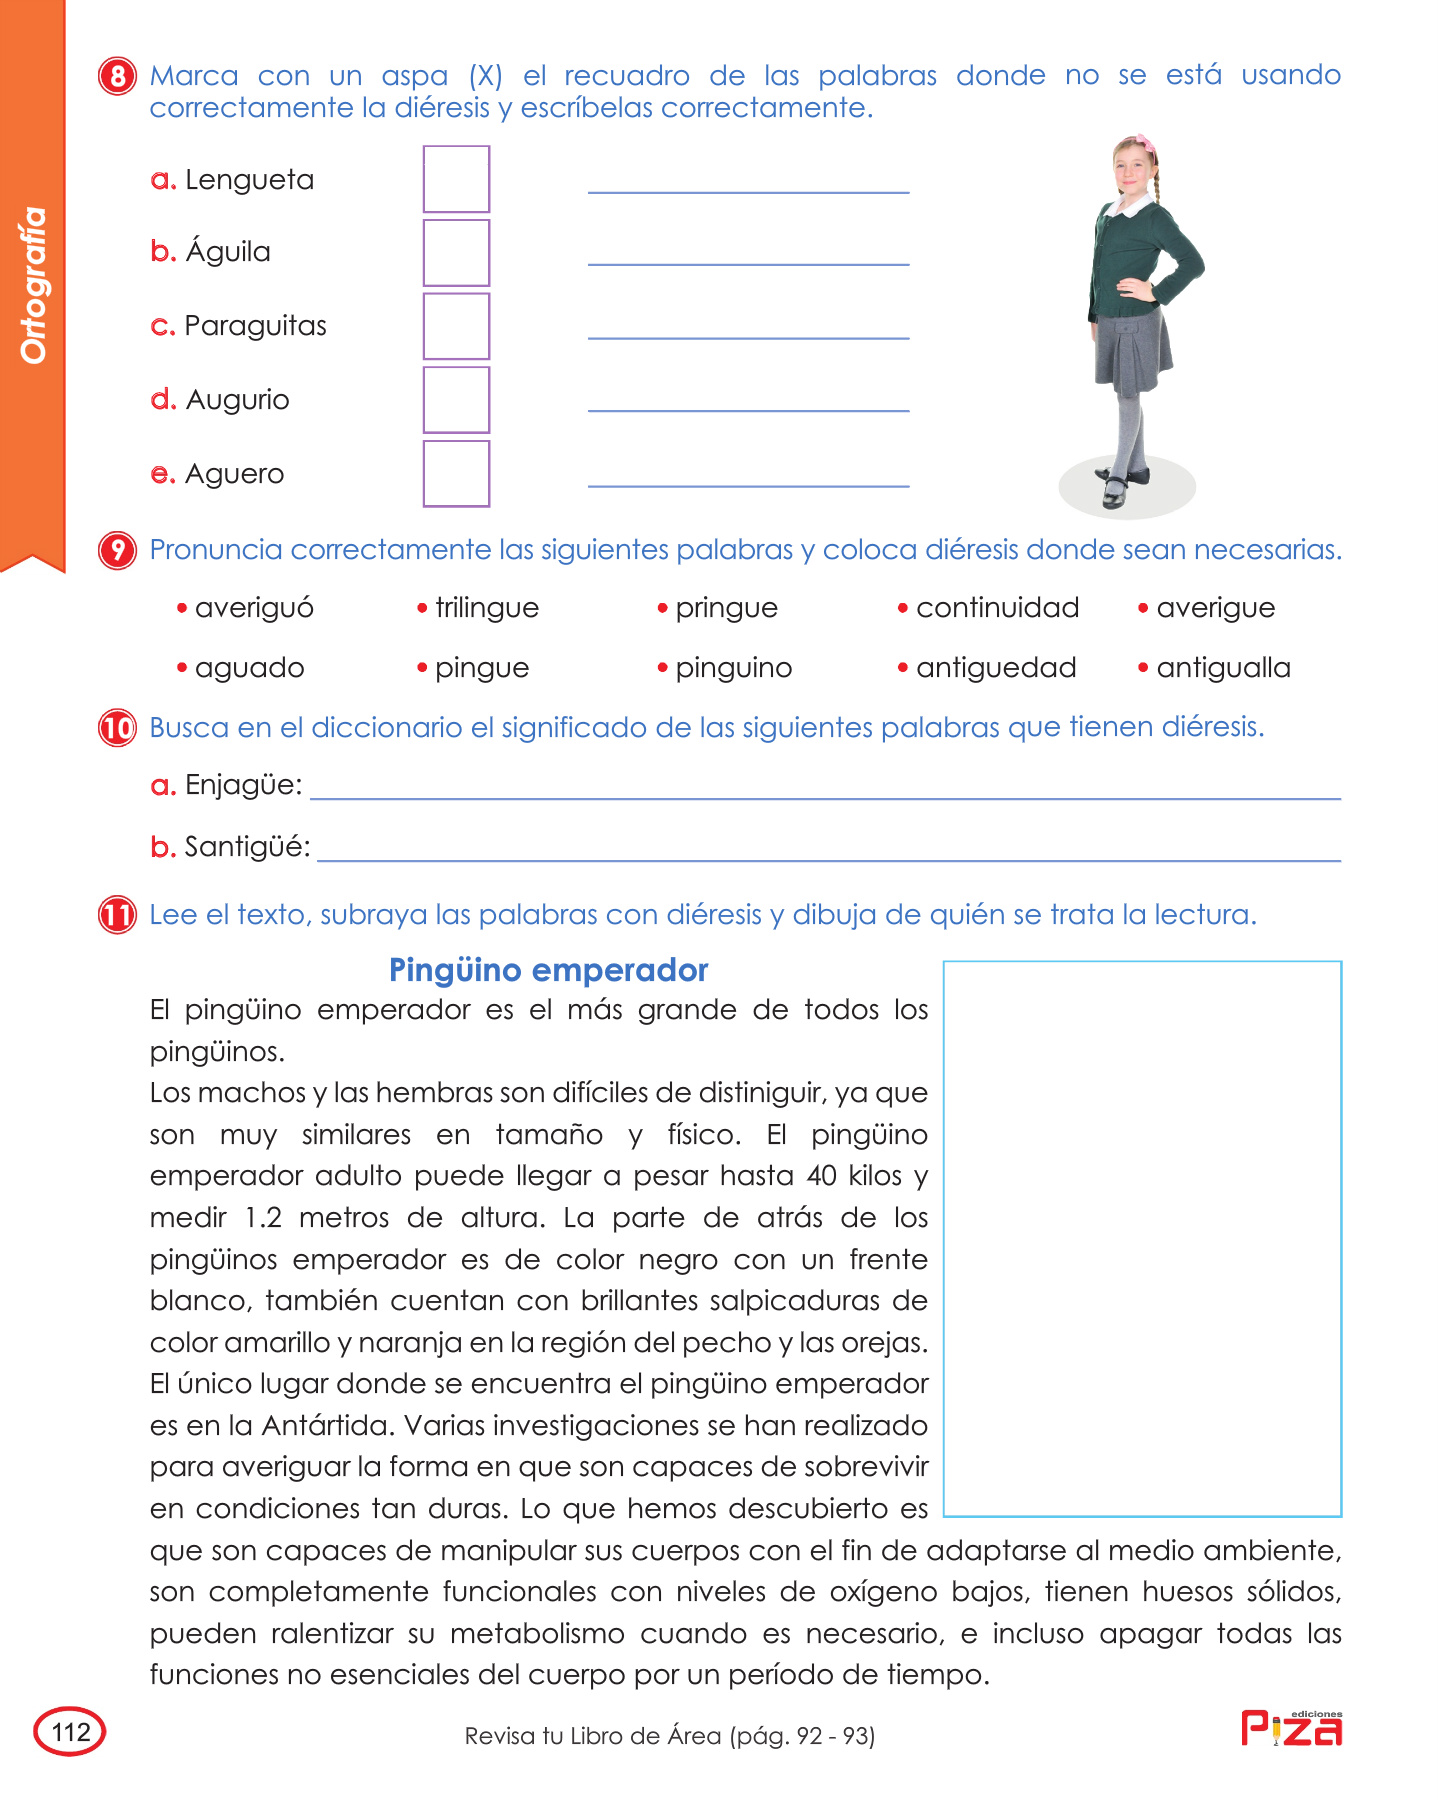 Ortografía
8 Marca con un aspa (X) el recuadro de las palabras donde no se está usando
correctamente la diéresis y escríbelas correctamente.
a. Lengueta
b. Águila
c. Paraguitas
d. Augurio
e. Aguero
9 Pronuncia correctamente las siguientes palabras y coloca diéresis donde sean necesarias.
• averiguó • trilingue • pringue • continuidad • averigue
• aguado • pingue • pinguino • antiguedad • antigualla
10 Busca en el diccionario el significado de las siguientes palabras que tienen diéresis.
a. Enjagüe:
b. Santigüé:
11 Lee el texto, subraya las palabras con diéresis y dibuja de quién se trata la lectura.
Pingüino emperador
El pingüino emperador es el más grande de todos los
pingüinos.
Los machos y las hembras son difíciles de distiniguir, ya que
son muy similares en tamaño y físico. El pingüino
emperador adulto puede llegar a pesar hasta 40 kilos y
medir 1.2 metros de altura. La parte de atrás de los
pingüinos emperador es de color negro con un frente
blanco, también cuentan con brillantes salpicaduras de
color amarillo y naranja en la región del pecho y las orejas.
El único lugar donde se encuentra el pingüino emperador
es en la Antártida. Varias investigaciones se han realizado
para averiguar la forma en que son capaces de sobrevivir
en condiciones tan duras. Lo que hemos descubierto es
que son capaces de manipular sus cuerpos con el fin de adaptarse al medio ambiente,
son completamente funcionales con niveles de oxígeno bajos, tienen huesos sólidos,
pueden ralentizar su metabolismo cuando es necesario, e incluso apagar todas las
funciones no esenciales del cuerpo por un período de tiempo.
112
Revisa tu Libro de Área (pág. 92 - 93)
ediciones
Piza